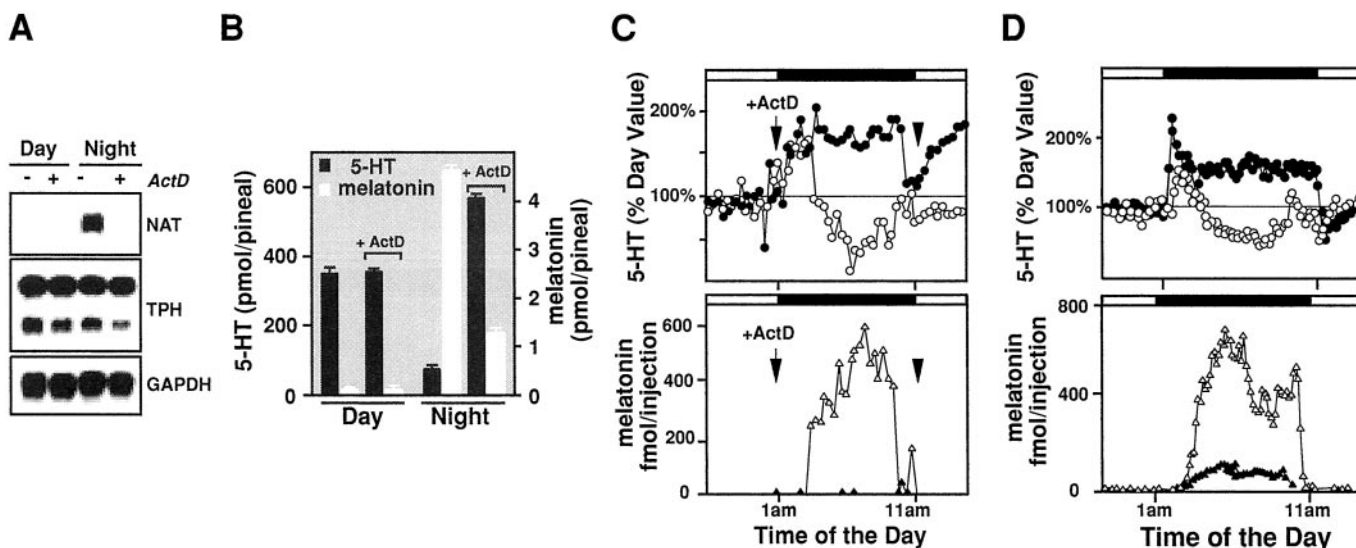 A
B
C
D
Day Night
- + - + ActD
NAT
TPH
GAPDH
5-HT (pmol/pineal)
600
400
200
0
5-HT
melatonin
+ ActD
+ ActD
4
3
2
1
0
melatonin
(pmol/pineal)
Day Night
5-HT (% Day Value)
200%
100%
+ActD
melatonin
fmol/injection
600
400
200
0
+ActD
1am 11am
Time of the Day
5-HT (% Day Value)
200%
100%
melatonin
fmol/injection
800
400
0
1am 11am
Time of the Day